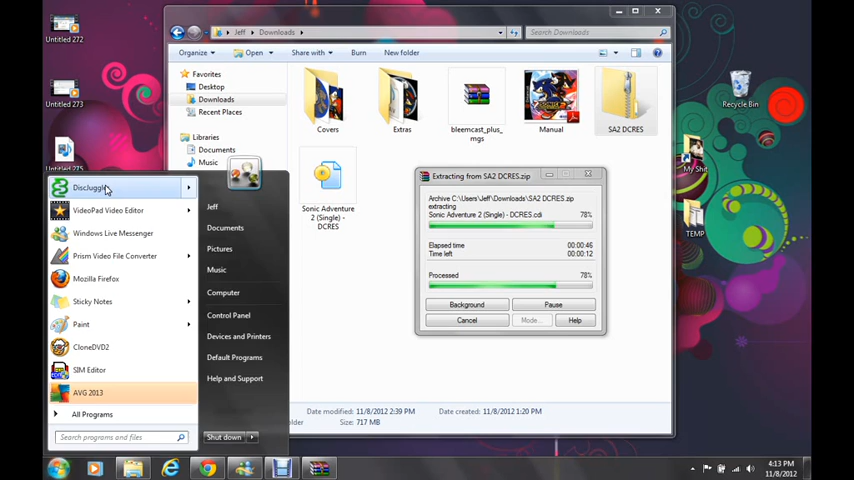 Untitled 272
Untitled 273
Untitled 275
Jeff
Downloads
Search Downloads
Organize
Open
Share with
Burn
New folder
Favorites
Desktop
Downloads
Recent Places
Libraries
Documents
Music
Covers
Extras
bleemcast_plus_
mgs
Manual
SA2 DCRES
Sonic Adventure
2 (Single) -
DCRES
Extracting from SA2 DCRES.zip
Archive C:\Users\Jeff\Downloads\SA2 DCRES.zip
extracting
Sonic Adventure 2 (Single) - DCRES.cdi 78%
Elapsed time 00:00:46
Time left 00:00:12
Processed 78%
Background
Pause
Cancel
Mode...
Help
Date modified: 11/8/2012 2:39 PM
Date created: 11/8/2012 1:20 PM
Size: 717 MB
VideoPad Video Editor
Windows Live Messenger
Prism Video File Converter
Mozilla Firefox
Sticky Notes
Paint
CloneDVD2
SIM Editor
AVG 2013
All Programs
Search programs and files
Jeff
Documents
Pictures
Music
Computer
Control Panel
Devices and Printers
Default Programs
Help and Support
Shut down
Recycle Bin
My Shit
TEMP
4:13 PM
11/8/2012